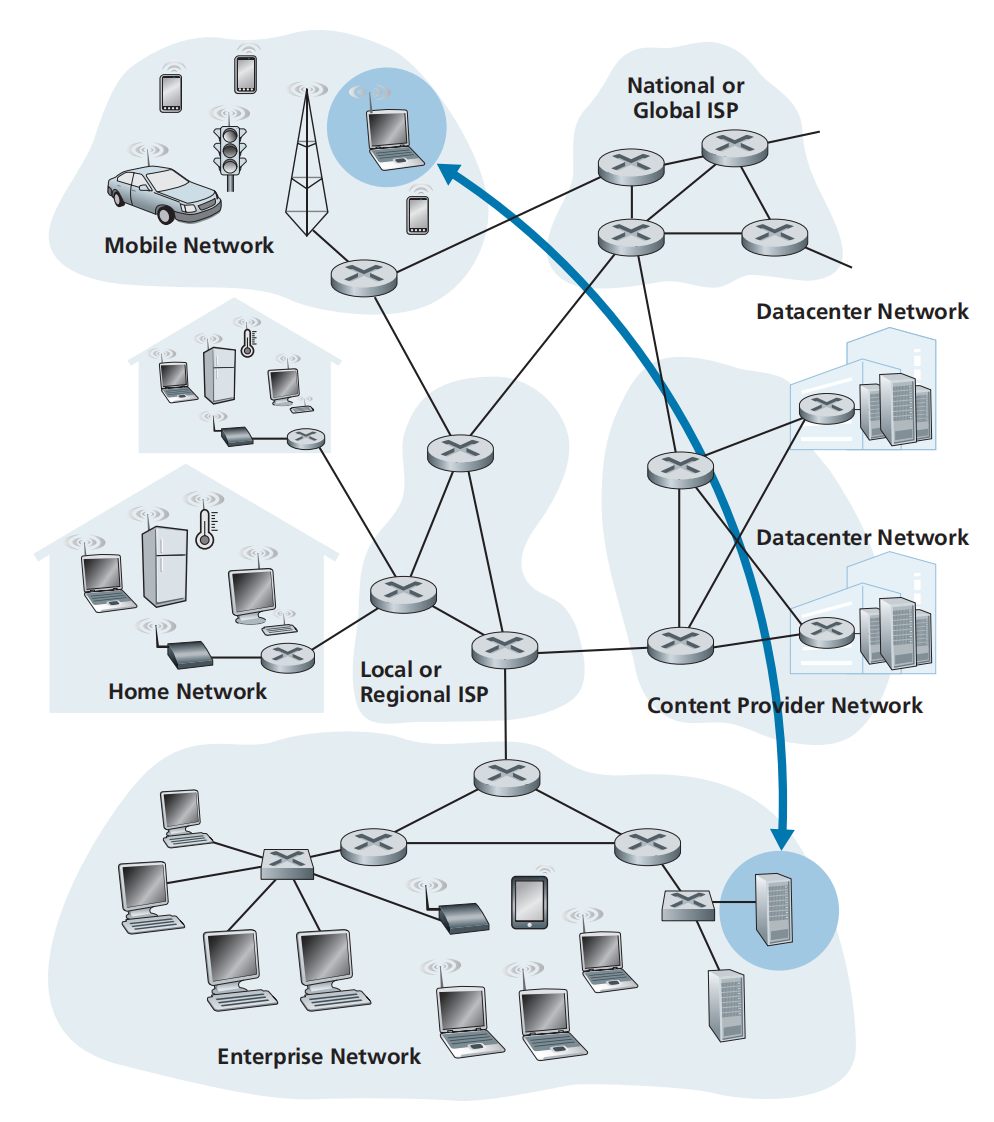 National or
Global ISP
Mobile Network
Datacenter Network
Datacenter Network
Home Network
Local or
Regional ISP
Content Provider Network
Enterprise Network